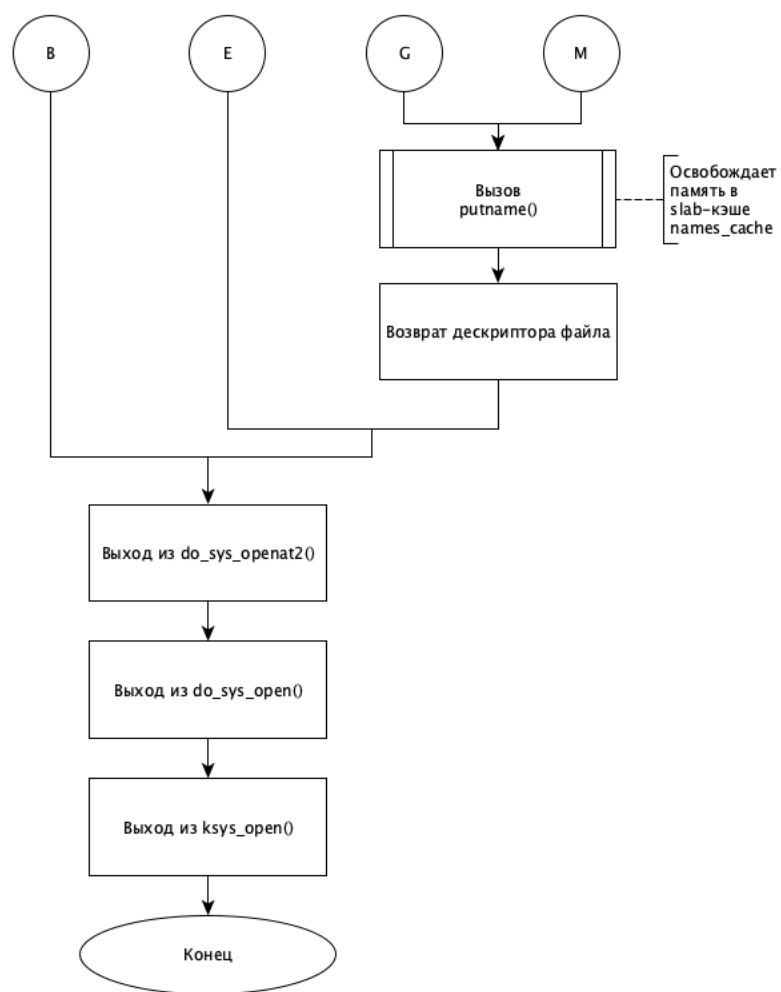 B
E
G
M
Вызов
putname()
Освобождает
память в
slab-кэше
names_cache
Возврат дескриптора файла
Выход из do_sys_openat2()
Выход из do_sys_open()
Выход из ksys_open()
Конец